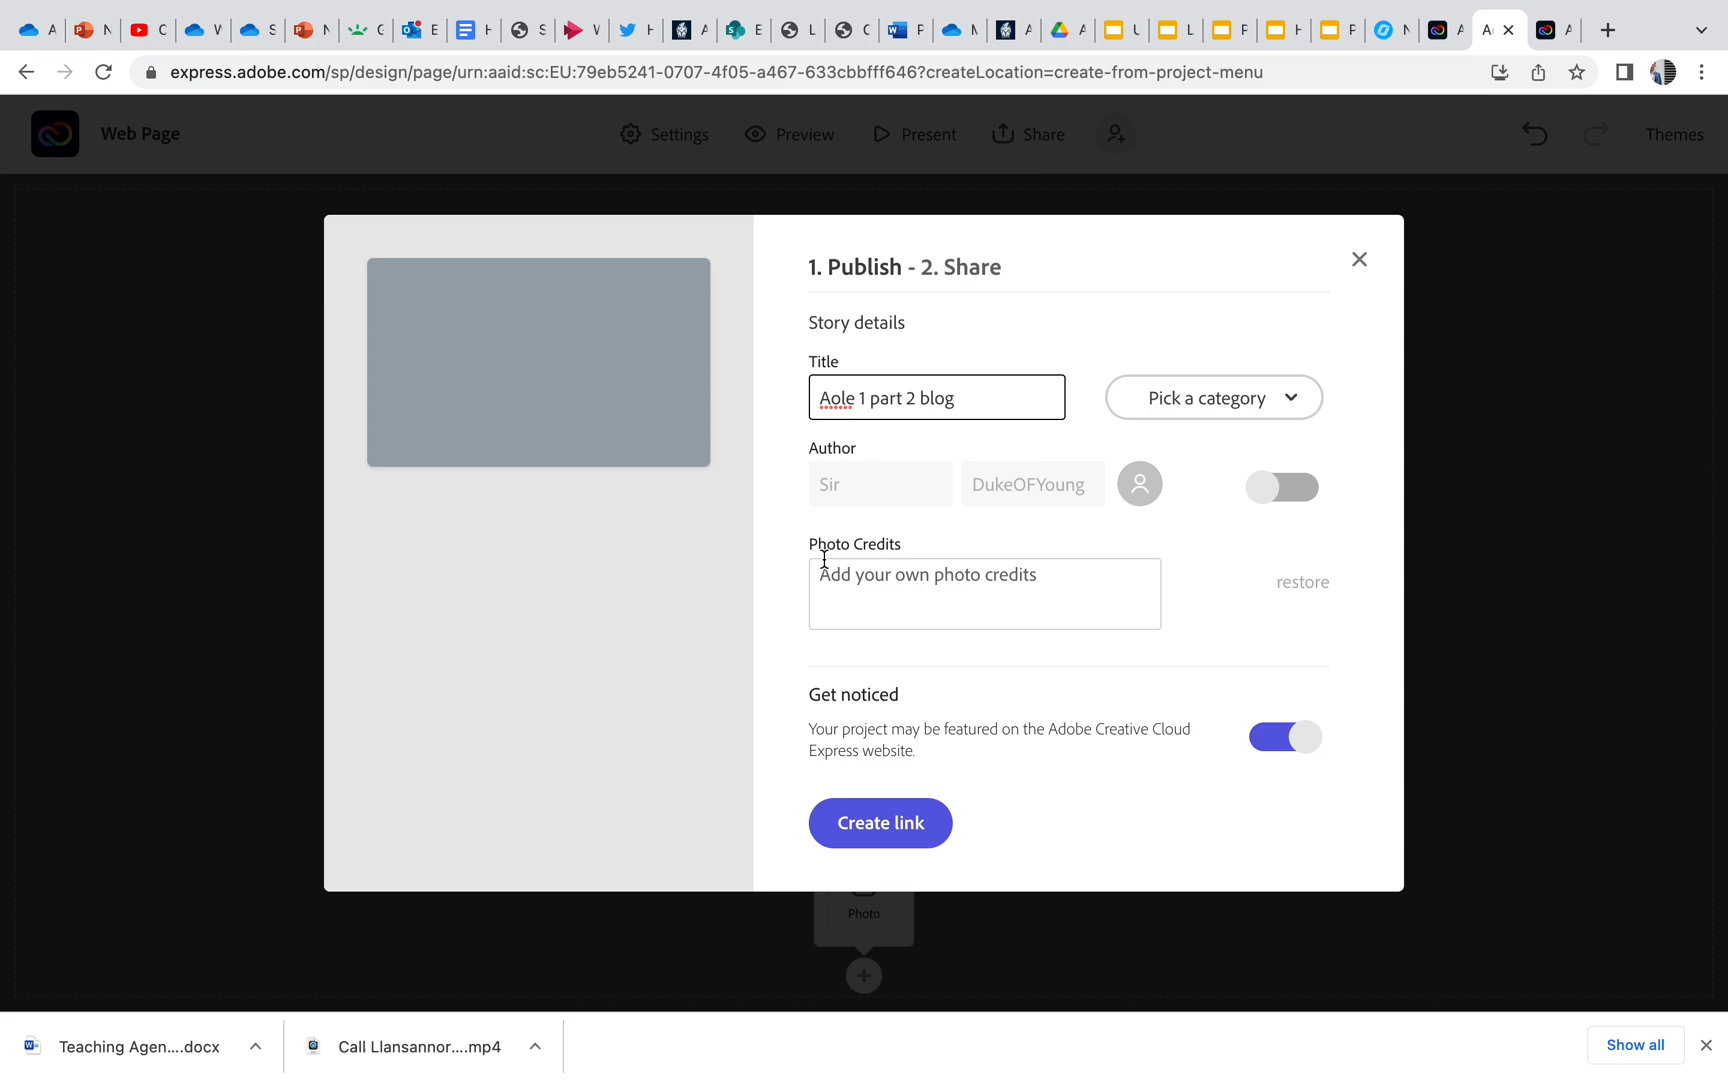 A N C V S N G E H S V H A E L C P M A A U L P H P N A A A
express.adobe.com/sp/design/page/urn:aaid:sc:EU:79eb5241-0707-4f05-a467-633cbbfff646?createLocation=create-from-project-menu
Web Page Settings Preview Present Share Themes
1. Publish - 2. Share
Story details
Title
Aole 1 part 2 blog Pick a category
Author
Sir DukeOFYoung
Photo Credits
Add your own photo credits restore
Get noticed
Your project may be featured on the Adobe Creative Cloud
Express website.
Create link
Photo
Teaching Agen....docx Call Llansannor....mp4 Show all